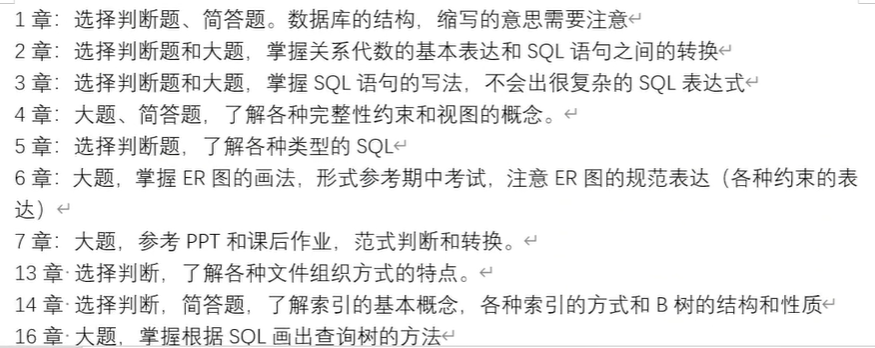 1 章：选择判断题、简答题。数据库的结构，缩写的意思需要注意
2 章：选择判断题和大题，掌握关系代数的基本表达和 SQL 语句之间的转换
3 章：选择判断题和大题，掌握 SQL 语句的写法，不会出很复杂的 SQL 表达式
4 章：大题、简答题，了解各种完整性约束和视图的概念。
5 章：选择判断题，了解各种类型的 SQL
6 章：大题，掌握 ER 图的画法，形式参考期中考试，注意 ER 图的规范表达（各种约束的表
达）
7 章：大题，参考 PPT 和课后作业，范式判断和转换。
13 章· 选择判断，了解各种文件组织方式的特点。
14 章· 选择判断，简答题，了解索引的基本概念，各种索引的方式和 B 树的结构和性质
16 章· 大题，掌握根据 SQL 画出查询树的方法